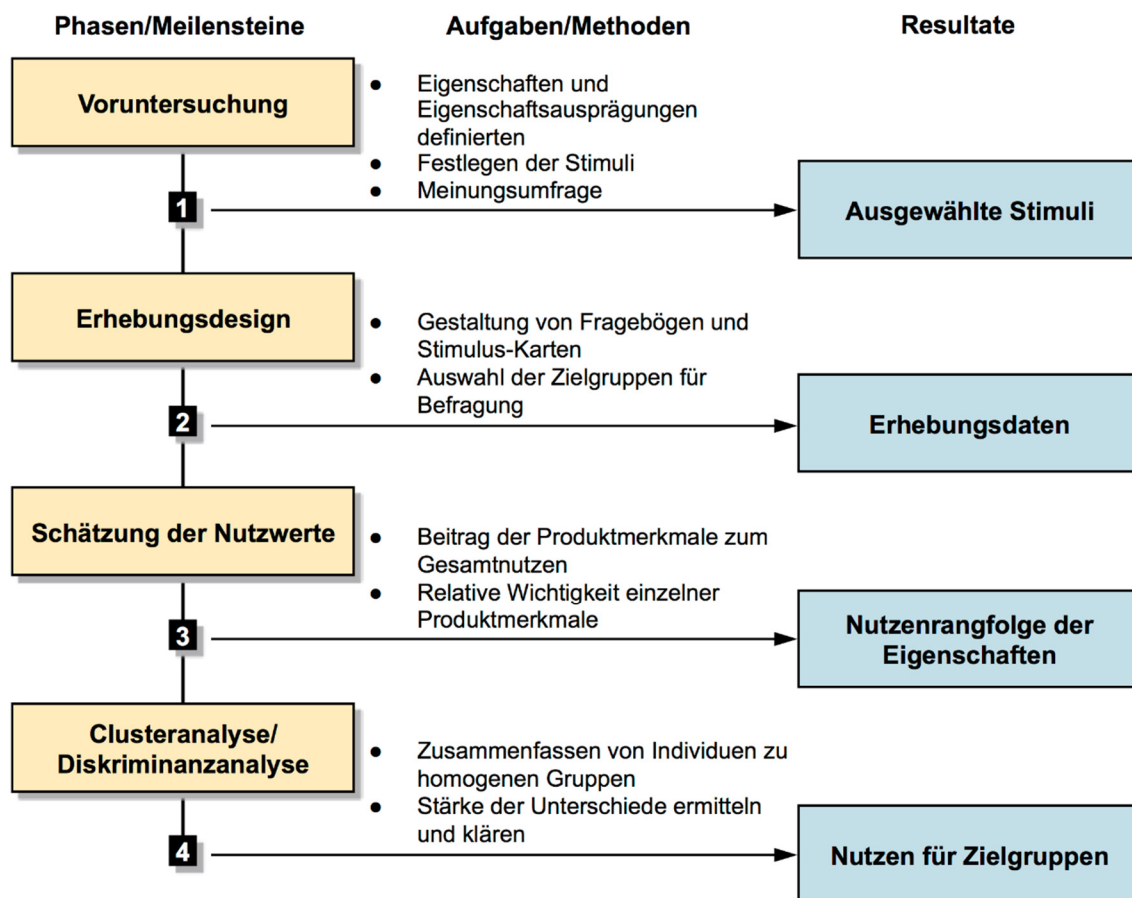 Phasen/Meilensteine
Aufgaben/Methoden
Resultate
Voruntersuchung
● Eigenschaften und
Eigenschaftsausprägungen
definierten
● Festlegen der Stimuli
● Meinungsumfrage
1
Ausgewählte Stimuli
Erhebungsdesign
● Gestaltung von Fragebögen und
Stimulus-Karten
● Auswahl der Zielgruppen für
Befragung
2
Erhebungsdaten
Schätzung der Nutzwerte
● Beitrag der Produktmerkmale zum
Gesamtnutzen
● Relative Wichtigkeit einzelner
Produktmerkmale
3
Nutzenrangfolge der
Eigenschaften
Clusteranalyse/
Diskriminanzanalyse
● Zusammenfassen von Individuen zu
homogenen Gruppen
● Stärke der Unterschiede ermitteln
und klären
4
Nutzen für Zielgruppen